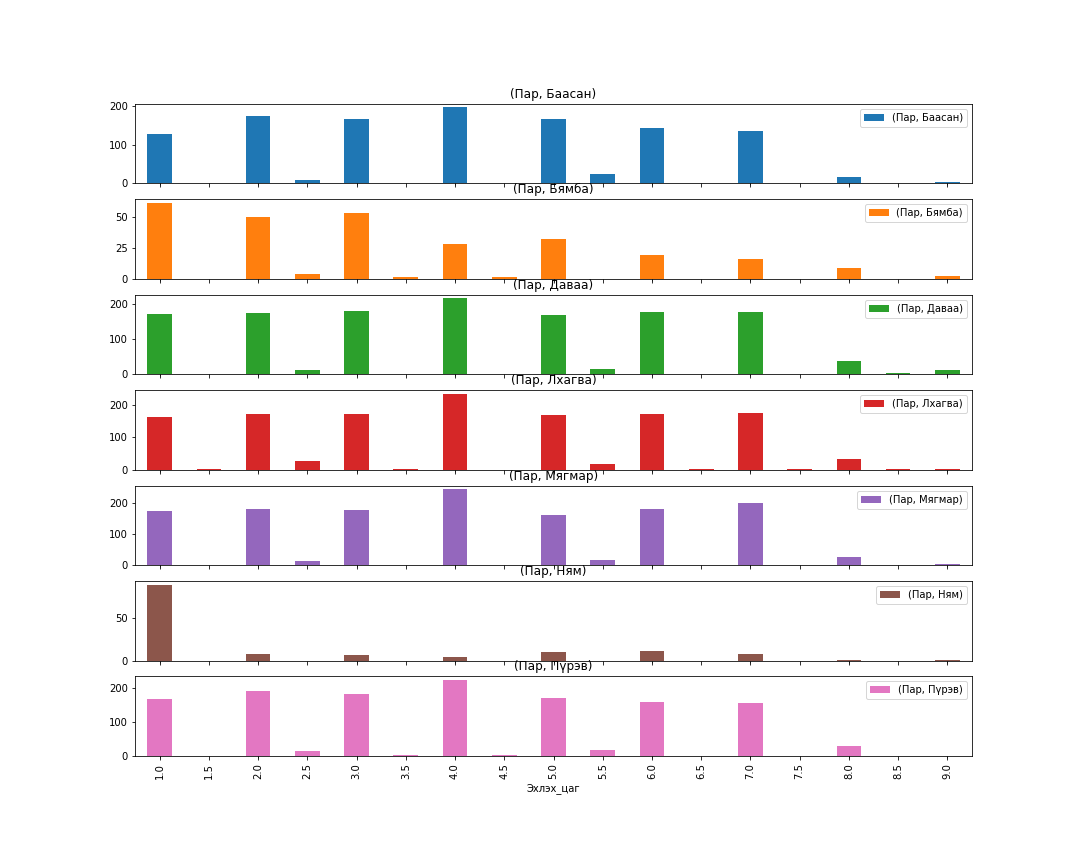 (Пар, Баасан)
200
100
0
(Пар, Баасан)
(Пар, Бямба)
50
25
0
(Пар, Бямба)
(Пар, Даваа)
200
100
0
(Пар, Даваа)
(Пар, Лхагва)
200
100
0
(Пар, Лхагва)
(Пар, Мягмар)
200
100
0
(Пар, Мягмар)
(Пар, Ням)
50
0
(Пар, Ням)
(Пар, Пүрэв)
200
100
0
(Пар, Пүрэв)
1.0 1.5 2.0 2.5 3.0 3.5 4.0 4.5 5.0 5.5 6.0 6.5 7.0 7.5 8.0 8.5 9.0
Эхлэх_цаг